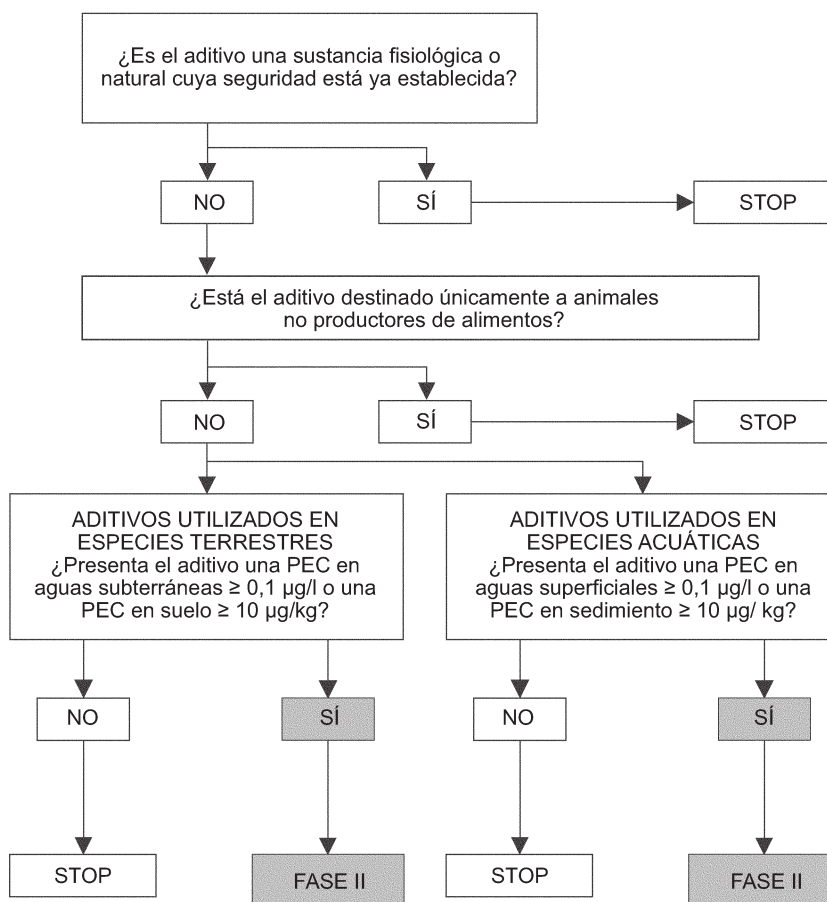 ¿Es el aditivo una sustancia fisiológica o
natural cuya seguridad está ya establecida?
NO
SÍ
STOP
¿Está el aditivo destinado únicamente a animales
no productores de alimentos?
NO
SÍ
STOP
ADITIVOS UTILIZADOS EN
ESPECIES TERRESTRES
¿Presenta el aditivo una PEC en
aguas subterráneas ≥ 0,1 µg/l o una
PEC en suelo ≥ 10 µg/kg?
ADITIVOS UTILIZADOS EN
ESPECIES ACUÁTICAS
¿Presenta el aditivo una PEC en
aguas superficiales ≥ 0,1 µg/l o una
PEC en sedimiento ≥ 10 µg/ kg?
NO
SÍ
NO
SÍ
STOP
FASE II
STOP
FASE II